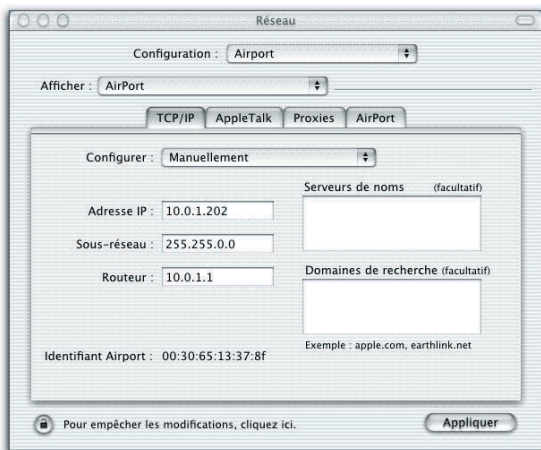 Réseau
Configuration : Airport
Afficher : AirPort
TCP/IP AppleTalk Proxies AirPort
Configurer : Manuellement
Serveurs de noms (facultatif)
Adresse IP : 10.0.1.202
Sous-réseau : 255.255.0.0
Routeur : 10.0.1.1
Domaines de recherche (facultatif)
Exemple : apple.com, earthlink.net
Identifiant Airport : 00:30:65:13:37:8f
Pour empêcher les modifications, cliquez ici.
Appliquer